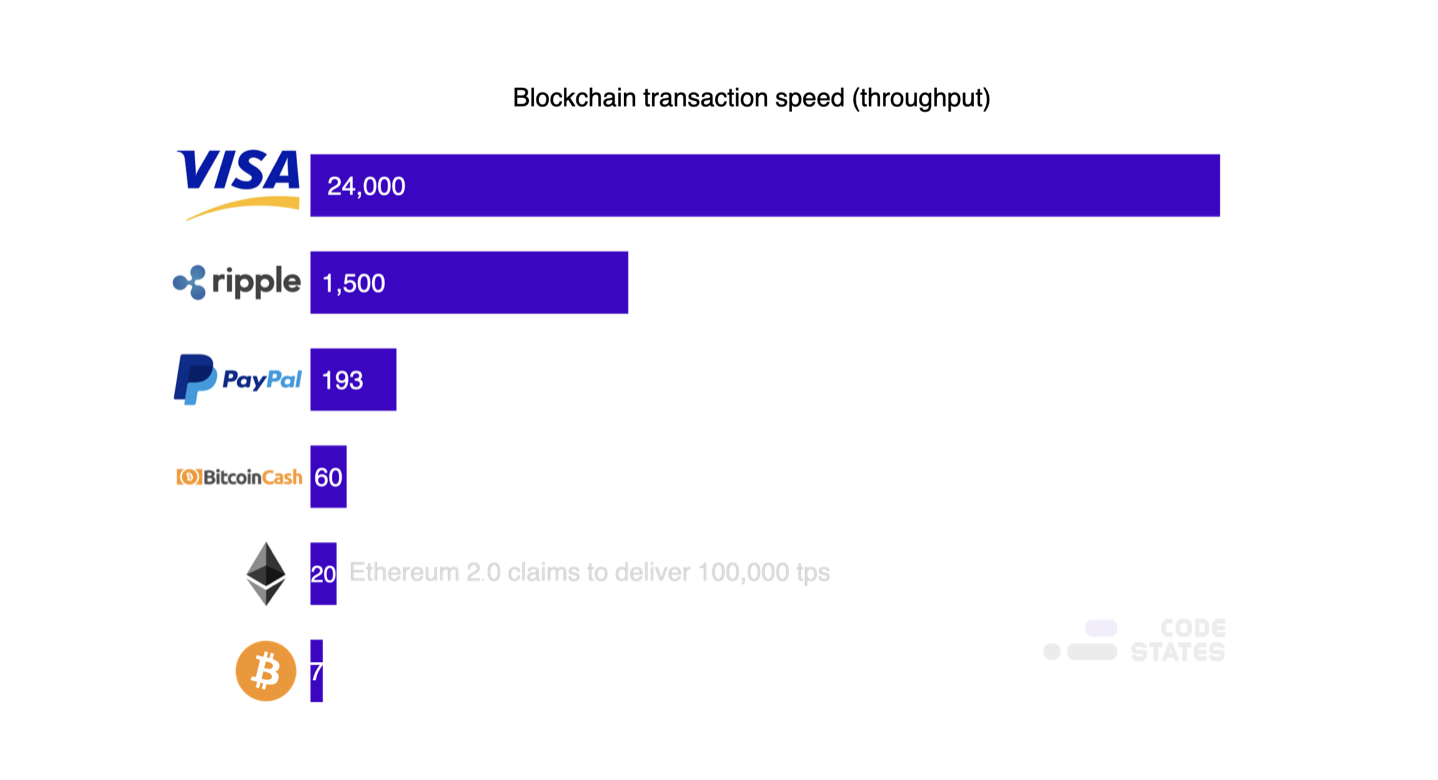 Blockchain transaction speed (throughput)
VISA
24,000
ripple
1,500
PayPal
193
BitcoinCash
60
20
Ethereum 2.0 claims to deliver 100,000 tps
7
CODE
STATES